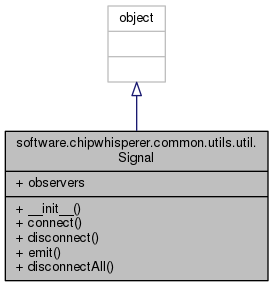 object
software.chipwhisperer.common.utils.util.
Signal
+ observers
+ __init__()
+ connect()
+ disconnect()
+ emit()
+ disconnectAll()